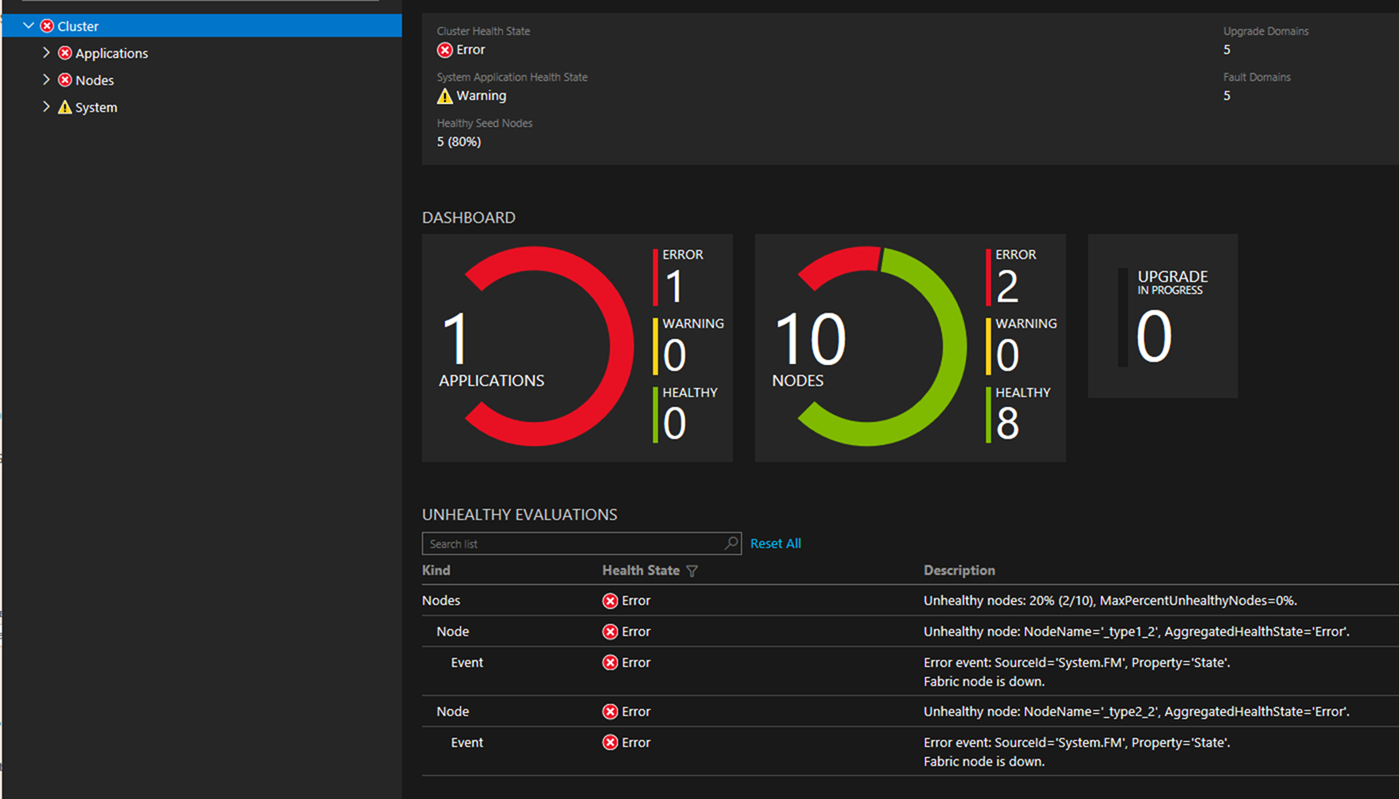 Cluster
Applications
Nodes
System
Cluster Health State
Error
System Application Health State
Warning
Healthy Seed Nodes
5 (80%)
Upgrade Domains
5
Fault Domains
5
DASHBOARD
1
APPLICATIONS
ERROR
1
WARNING
0
HEALTHY
0
10
NODES
ERROR
2
WARNING
0
HEALTHY
8
UPGRADE
IN PROGRESS
0
UNHEALTHY EVALUATIONS
Search list
Reset All
Kind Health State Description
Nodes Error Unhealthy nodes: 20% (2/10), MaxPercentUnhealthyNodes=0%.
Node Error Unhealthy node: NodeName='_type1_2', AggregatedHealthState='Error'.
Event Error Error event: SourceId='System.FM', Property='State'.
Fabric node is down.
Node Error Unhealthy node: NodeName='_type2_2', AggregatedHealthState='Error'.
Event Error Error event: SourceId='System.FM', Property='State'.
Fabric node is down.